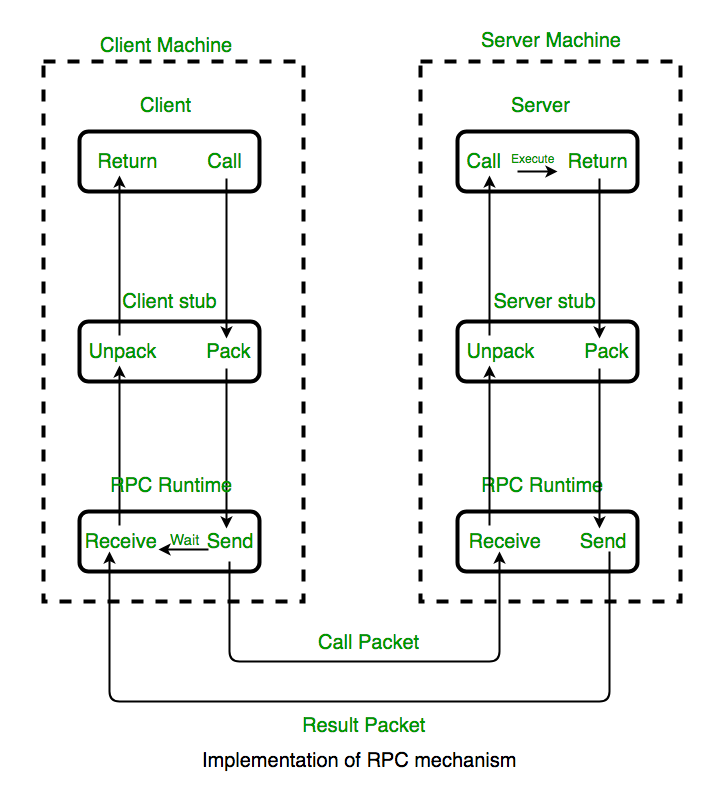 Client Machine
Server Machine
Client
Server
Return Call
Call Execute Return
Client stub
Server stub
Unpack Pack
Unpack Pack
RPC Runtime
RPC Runtime
Receive Wait Send
Receive Send
Call Packet
Result Packet
Implementation of RPC mechanism